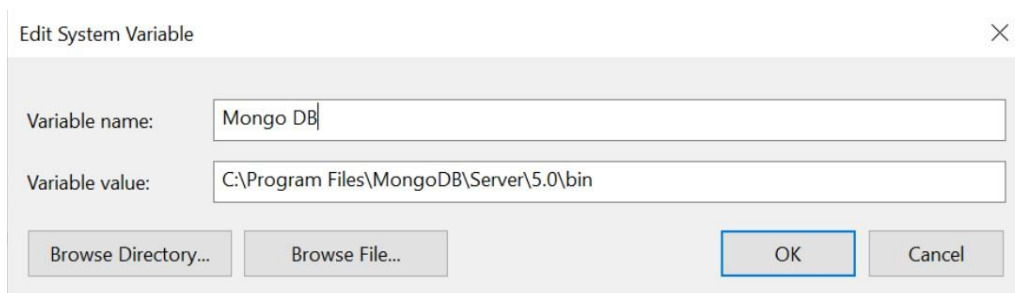 Edit System Variable
Variable name: Mongo DB
Variable value: C:\Program Files\MongoDB\Server\5.0\bin
Browse Directory... Browse File... OK Cancel